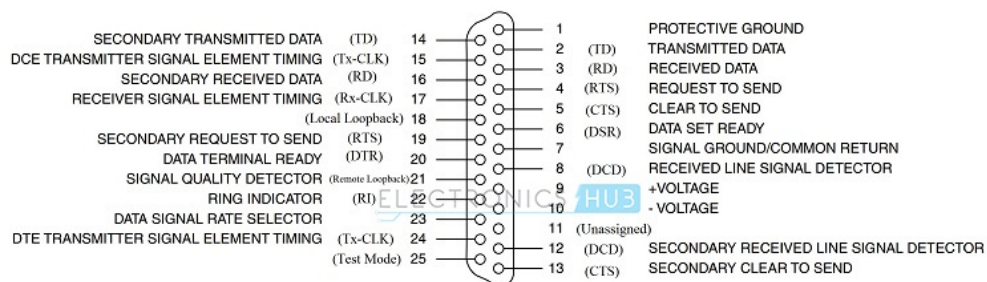 SECONDARY TRANSMITTED DATA (TD) 14
DCE TRANSMITTER SIGNAL ELEMENT TIMING (Tx-CLK) 15
SECONDARY RECEIVED DATA (RD) 16
RECEIVER SIGNAL ELEMENT TIMING (Rx-CLK) 17
(Local Loopback) 18
SECONDARY REQUEST TO SEND (RTS) 19
DATA TERMINAL READY (DTR) 20
SIGNAL QUALITY DETECTOR (Remote Loopback) 21
RING INDICATOR (RI) 22
DATA SIGNAL RATE SELECTOR 23
DTE TRANSMITTER SIGNAL ELEMENT TIMING (Tx-CLK) 24
(Test Mode) 25
1 PROTECTIVE GROUND
2 (TD) TRANSMITTED DATA
3 (RD) RECEIVED DATA
4 (RTS) REQUEST TO SEND
5 (CTS) CLEAR TO SEND
6 (DSR) DATA SET READY
7 SIGNAL GROUND/COMMON RETURN
8 (DCD) RECEIVED LINE SIGNAL DETECTOR
9 +VOLTAGE
10 - VOLTAGE
11 (Unassigned)
12 (DCD) SECONDARY RECEIVED LINE SIGNAL DETECTOR
13 (CTS) SECONDARY CLEAR TO SEND
ELECTRONICS HUB